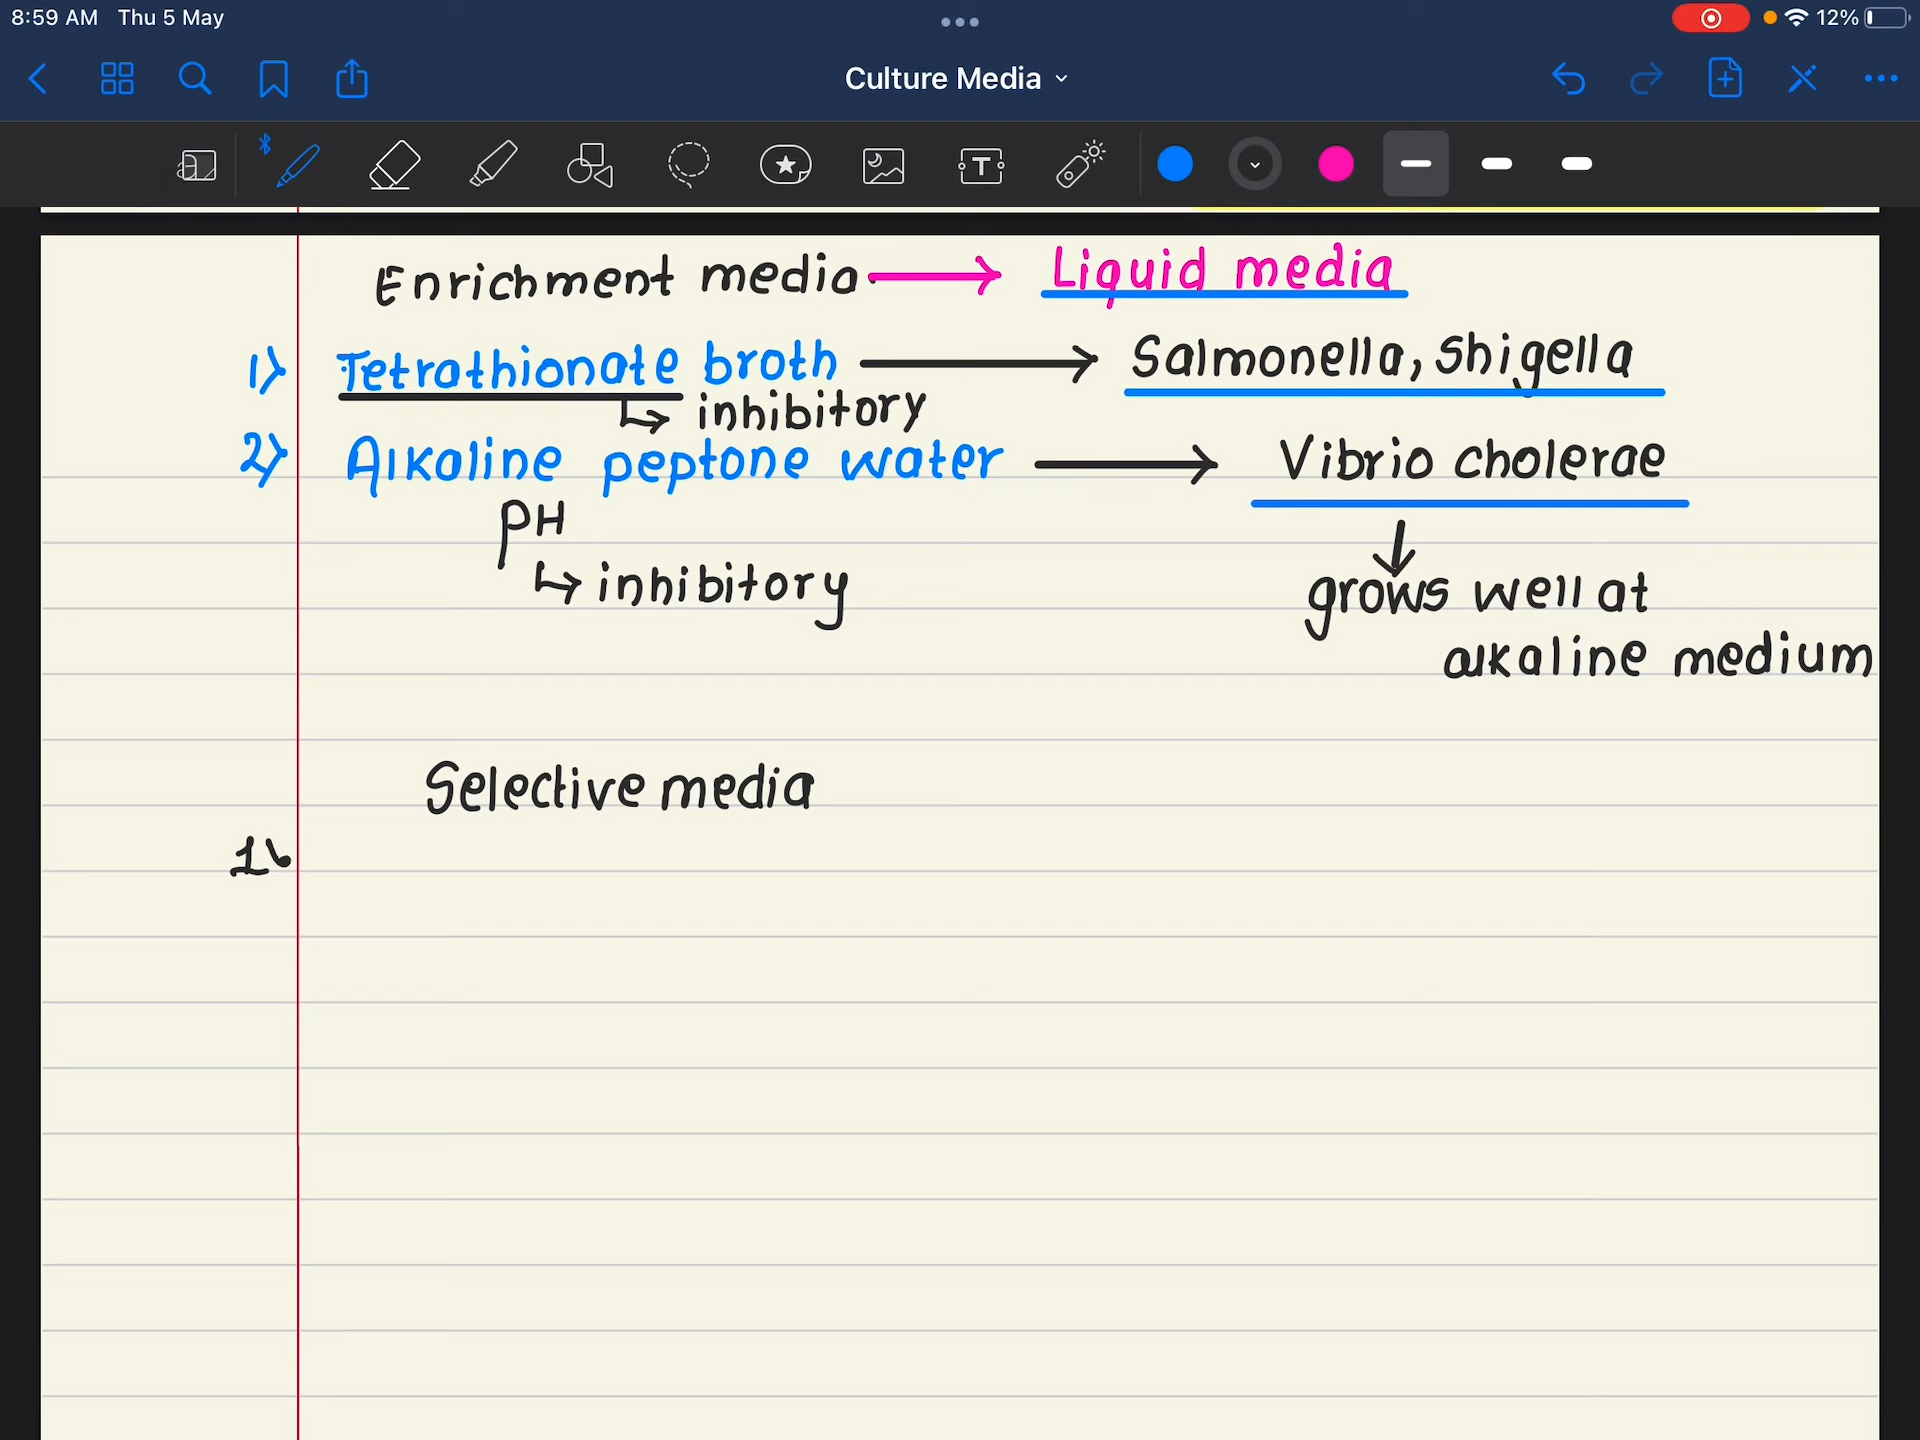 8:59 AM Thu 5 May
12%
Culture Media
T
Enrichment media → Liquid media
1) Tetrathionate broth → Salmonella, Shigella
↳ inhibitory
2) Alkaline peptone water → Vibrio cholerae
PH
↳ inhibitory
↓
grows well at
alkaline medium
Selective media
1